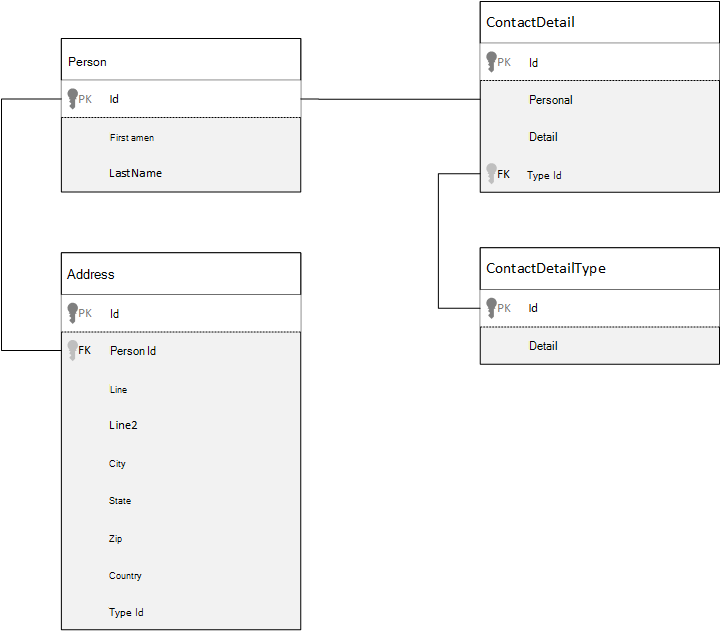 Person
PK Id
First amen
LastName
ContactDetail
PK Id
Personal
Detail
FK Type Id
Address
PK Id
FK Person Id
Line
Line2
City
State
Zip
Country
Type Id
ContactDetailType
PK Id
Detail